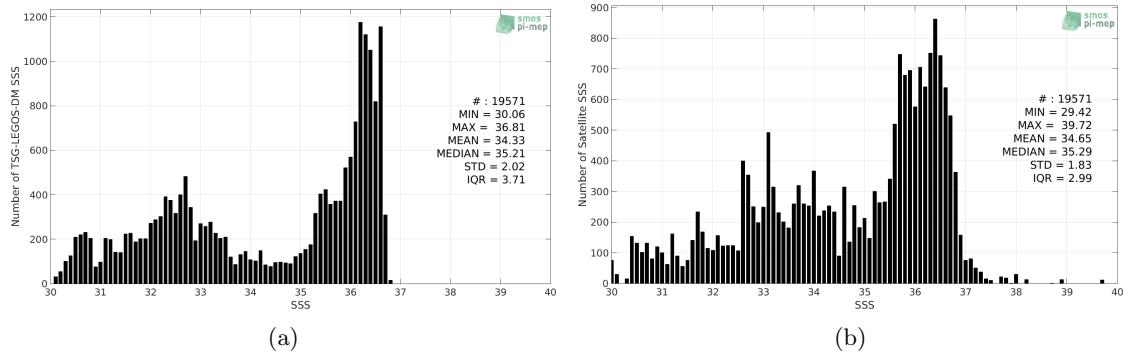 1200
1000
800
600
400
200
0
Number of TSG-LEGOS-DM SSS
30 31 32 33 34 35 36 37 38 39 40
SSS
smos
pi-mep
# : 19571
MIN = 30.06
MAX = 36.81
MEAN = 34.33
MEDIAN = 35.21
STD = 2.02
IQR = 3.71
(a)
900
800
700
600
500
400
300
200
100
0
Number of Satellite SSS
30 31 32 33 34 35 36 37 38 39 40
SSS
smos
pi-mep
# : 19571
MIN = 29.42
MAX = 39.72
MEAN = 34.65
MEDIAN = 35.29
STD = 1.83
IQR = 2.99
(b)